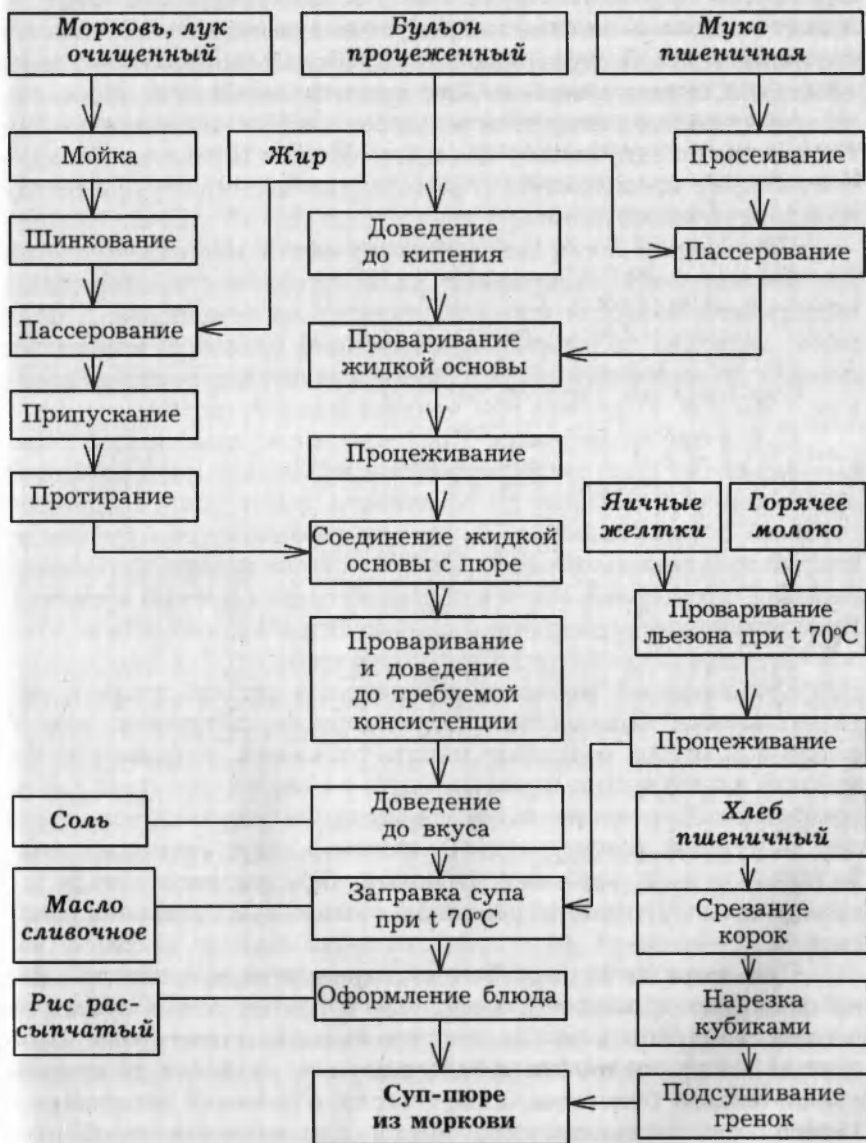 Морковь, лук
очищенный
Бульон
процеженный
Мука
пшеничная
Мойка
Жир
Просеивание
Шинкование
Доведение
до кипения
Пассерование
Пассерование
Проваривание
жидкой основы
Припускание
Процеживание
Протирание
Яичные
желтки
Горячее
молоко
Соединение жидкой
основы с пюре
Проваривание
льезона при t 70°С
Проваривание
и доведение
до требуемой
консистенции
Процеживание
Соль
Доведение
до вкуса
Хлеб
пшеничный
Масло
сливочное
Заправка супа
при t 70°С
Срезание
корок
Рис рас-
сыпчатый
Оформление блюда
Нарезка
кубиками
Суп-пюре
из моркови
Подсушивание
гренок